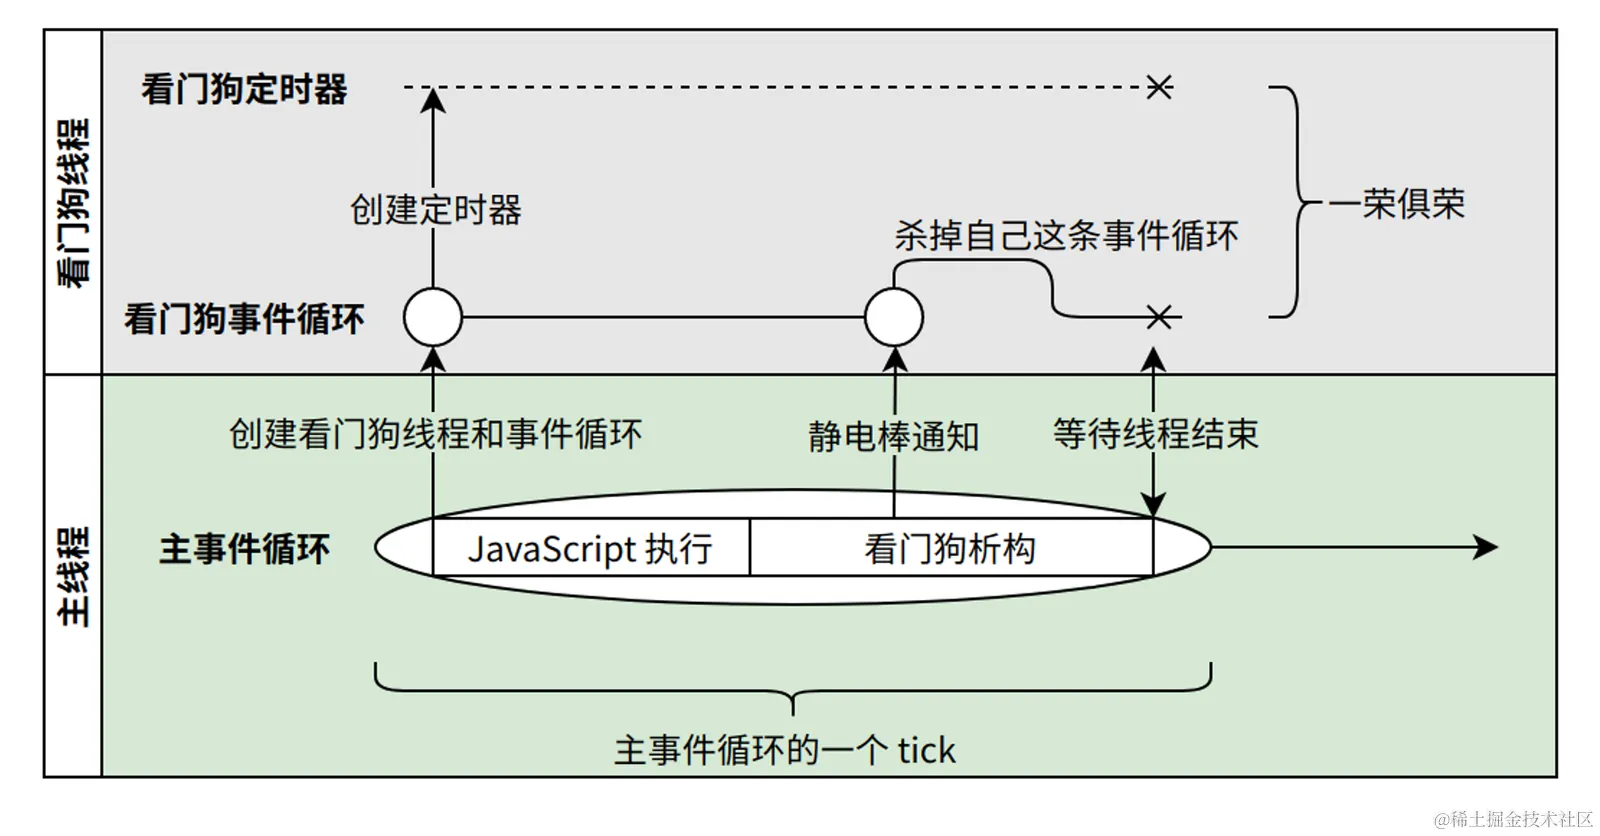 看门狗线程
看门狗定时器
创建定时器
一荣俱荣
杀掉自己这条事件循环
看门狗事件循环
主线程
创建看门狗线程和事件循环
静电棒通知
等待线程结束
主事件循环
JavaScript 执行
看门狗析构
主事件循环的一个 tick
@稀土掘金技术社区